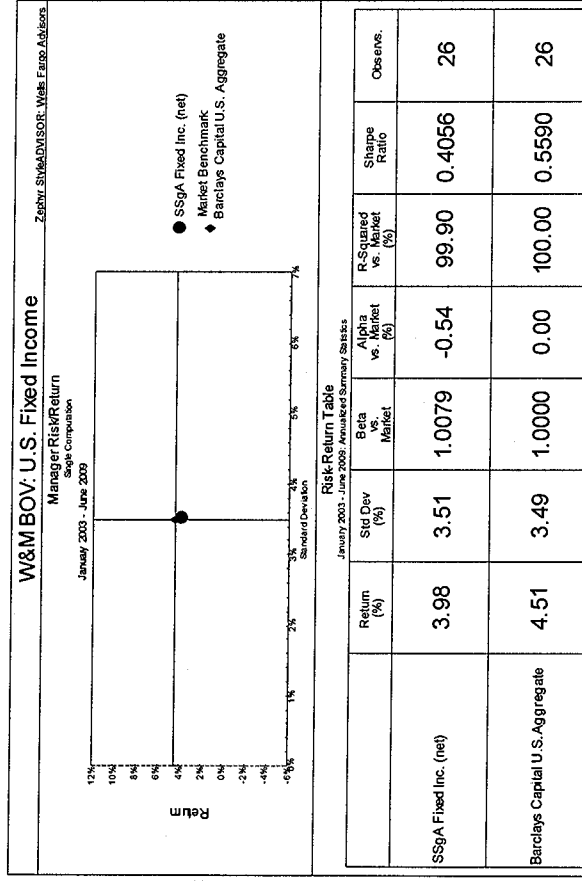 W&M BOV: U.S. Fixed Income
Zephyr StyleADVISOR: Wells Fargo Advisors
Manager Risk/Return
Single Computation
January 2003 - June 2009
12%
10%
8%
6%
4%
2%
0%
-2%
-4%
-6%
Return
0%
1%
2%
3%
4%
5%
6%
7%
Standard Deviation
SSgA Fixed Inc. (net)
Market Benchmark:
Barclays Capital U.S. Aggregate
Risk-Return Table
January 2003 - June 2009: Annualized Summary Statistics
Return (%) Std Dev (%) Beta vs. Market Alpha vs. Market (%) R-Squared vs. Market (%) Sharpe Ratio Observs.
SSgA Fixed Inc. (net) 3.98 3.51 1.0079 -0.54 99.90 0.4056 26
Barclays Capital U.S. Aggregate 4.51 3.49 1.0000 0.00 100.00 0.5590 26